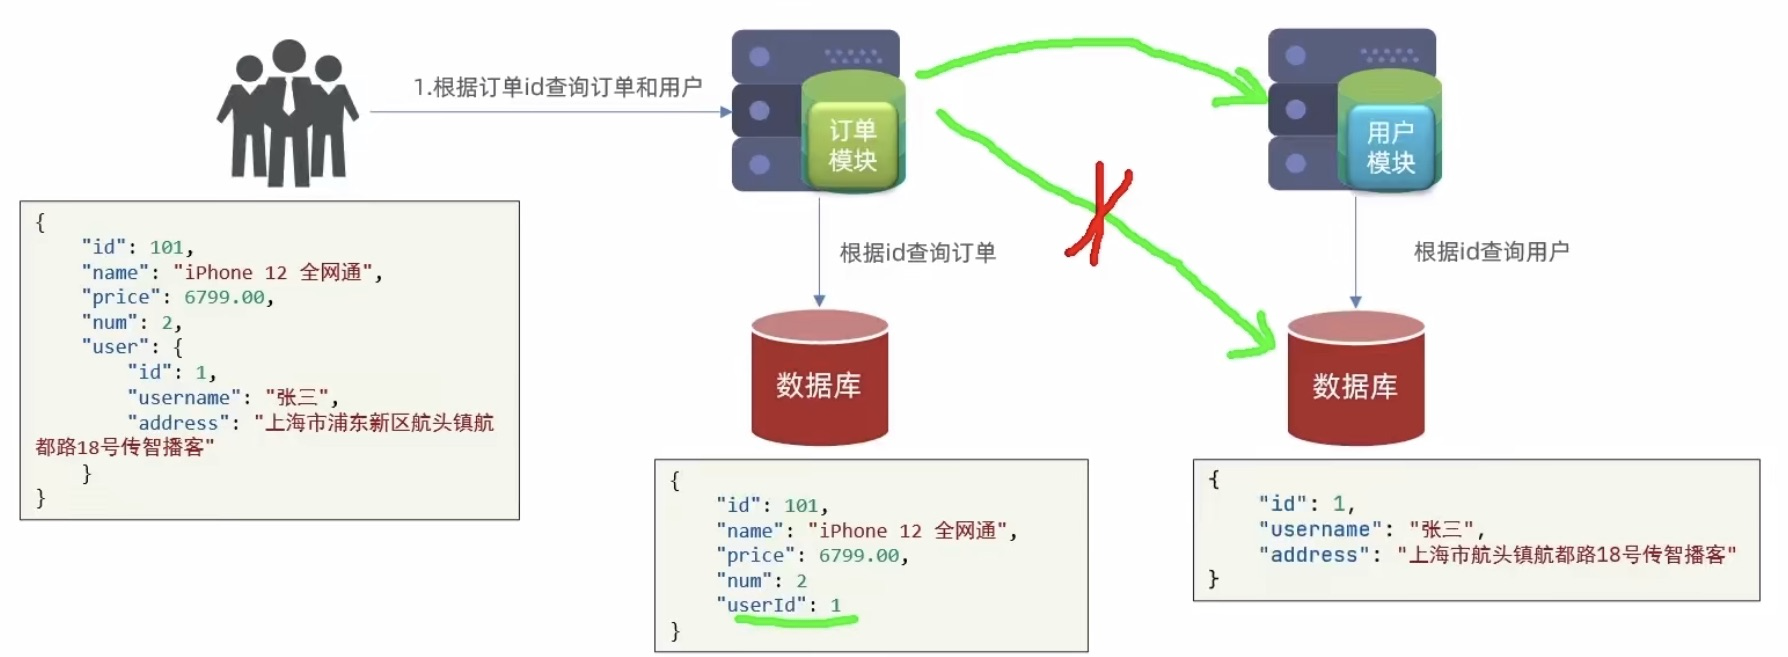 1.根据订单id查询订单和用户
订单
模块
用户
模块
根据id查询订单
根据id查询用户
数据库
数据库
{
"id": 101,
"name": "iPhone 12 全网通",
"price": 6799.00,
"num": 2,
"user": {
"id": 1,
"username": "张三",
"address": "上海市浦东新区航头镇航
都路18号传智播客"
}
}
{
"id": 101,
"name": "iPhone 12 全网通",
"price": 6799.00,
"num": 2
"userId": 1
}
{
"id": 1,
"username": "张三",
"address": "上海市航头镇航都路18号传智播客"
}